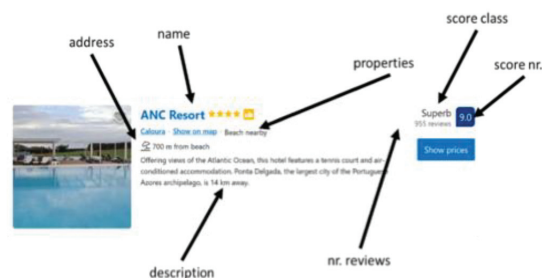 score class
name
address
properties
score nr.
ANC Resort
Superb
955 reviews
9.0
Caloura Show on map Beach nearby
700 m from beach
Show prices
Offering views of the Atlantic Ocean, this hotel features a tennis court and air-
conditioned accommodation. Ponta Delgada, the largest city of the Portuguese
Azores archipelago, is 14 km away.
nr. reviews
description